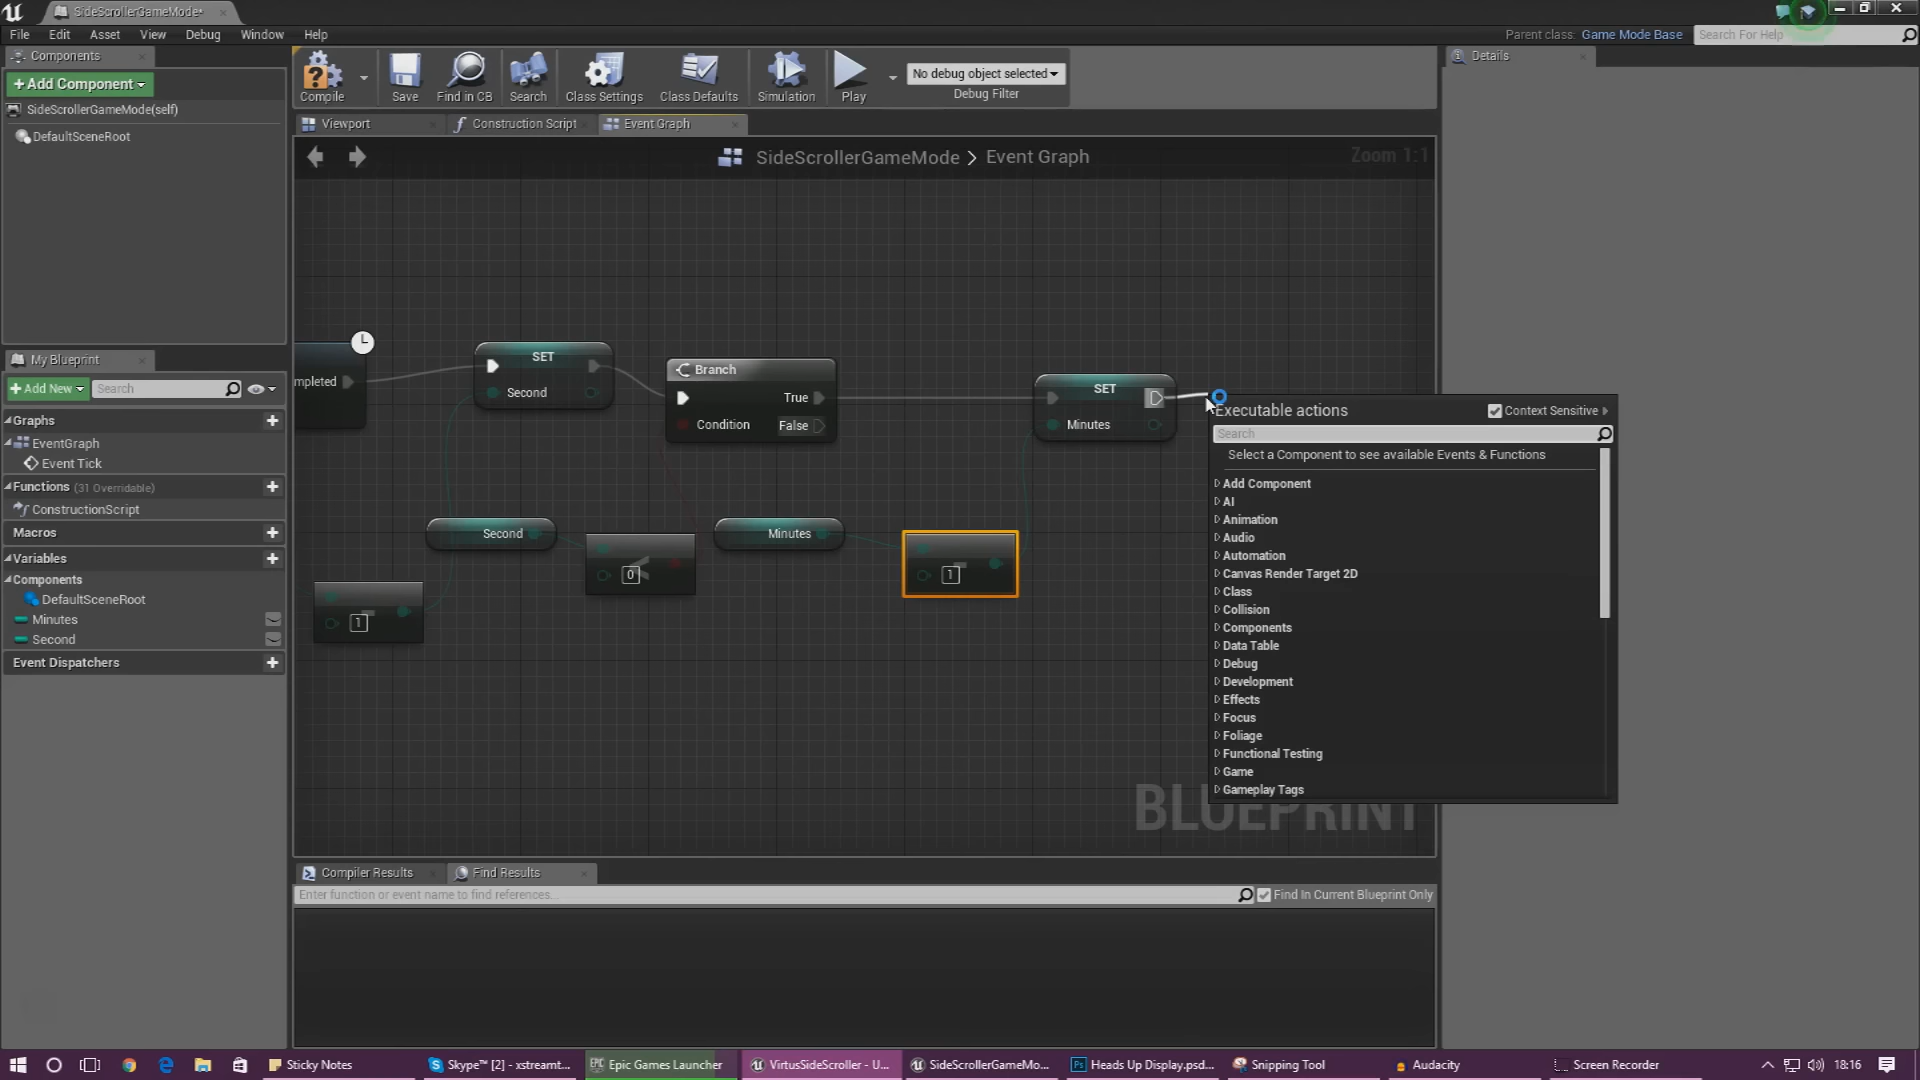 SideScrollerGameMode*
File Edit Asset View Debug Window Help
Parent class: Game Mode Base
Search For Help
Components
Details
+Add Component
SideScrollerGameMode(self)
DefaultSceneRoot
Compile
Save
Find in CB
Search
Class Settings
Class Defaults
Simulation
Play
No debug object selected
Debug Filter
Viewport
Construction Script
Event Graph
SideScrollerGameMode > Event Graph
Zoom 1:1
My Blueprint
+Add New
Search
Graphs
EventGraph
Event Tick
Functions (31 Overridable)
ConstructionScript
Macros
Variables
Components
DefaultSceneRoot
Minutes
Second
Event Dispatchers
mpleted
SET
Second
Branch
True
Condition
False
SET
Minutes
Second
0
Minutes
1
1
Executable actions
Context Sensitive
Search
Select a Component to see available Events & Functions
Add Component
AI
Animation
Audio
Automation
Canvas Render Target 2D
Class
Collision
Components
Data Table
Debug
Development
Effects
Focus
Foliage
Functional Testing
Game
Gameplay Tags
BLUEPRINT
Compiler Results
Find Results
Enter function or event name to find references...
Find In Current Blueprint Only
Sticky Notes
Skype™ [2] - xstreamt...
Epic Games Launcher
VirtusSideScroller - U...
SideScrollerGameMo...
Heads Up Display.psd...
Snipping Tool
Audacity
Screen Recorder
18:16